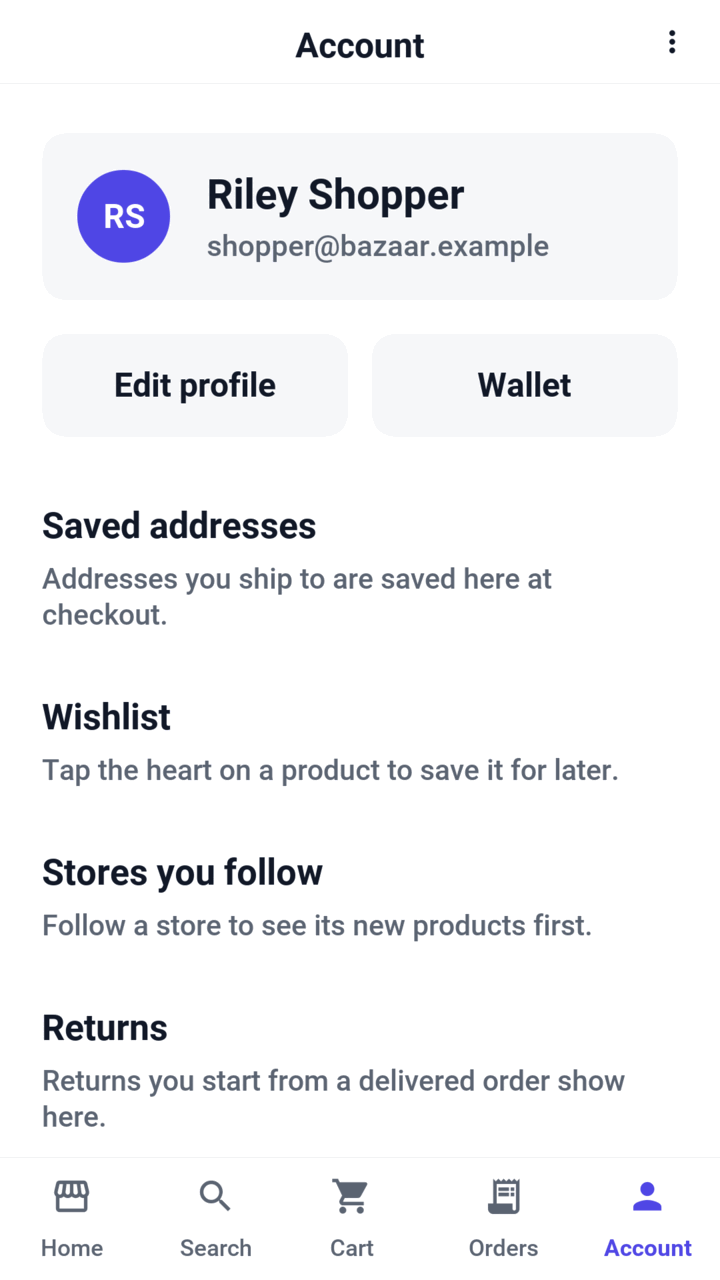 Account
RS
Riley Shopper
shopper@bazaar.example
Edit profile
Wallet
Saved addresses
Addresses you ship to are saved here at
checkout.
Wishlist
Tap the heart on a product to save it for later.
Stores you follow
Follow a store to see its new products first.
Returns
Returns you start from a delivered order show
here.
Home
Search
Cart
Orders
Account